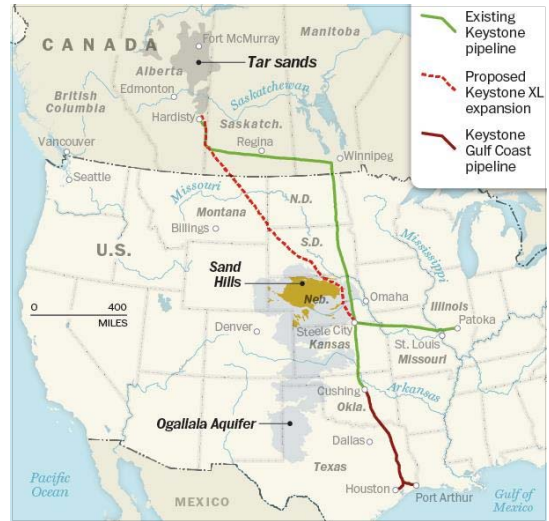 Existing
Keystone
pipeline
Proposed
Keystone XL
expansion
Keystone
Gulf Coast
pipeline
CANADA
Manitoba
Fort McMurray
Tar sands
Alberta
Edmonton
Saskatchewan
British
Columbia
Hardisty
Saskatch.
Vancouver
Regina
Winnipeg
Seattle
Missouri
N.D.
Montana
Billings
Mississippi
U.S.
S.D.
Sand
Hills
Neb.
Omaha
0 400
MILES
Illinois
Patoka
Denver
Steele City
Kansas
St. Louis
Missouri
Cushing
Arkansas
Okla.
Ogallala Aquifer
Dallas
Texas
Pacific
Ocean
MEXICO
Houston
Port Arthur
Gulf of
Mexico